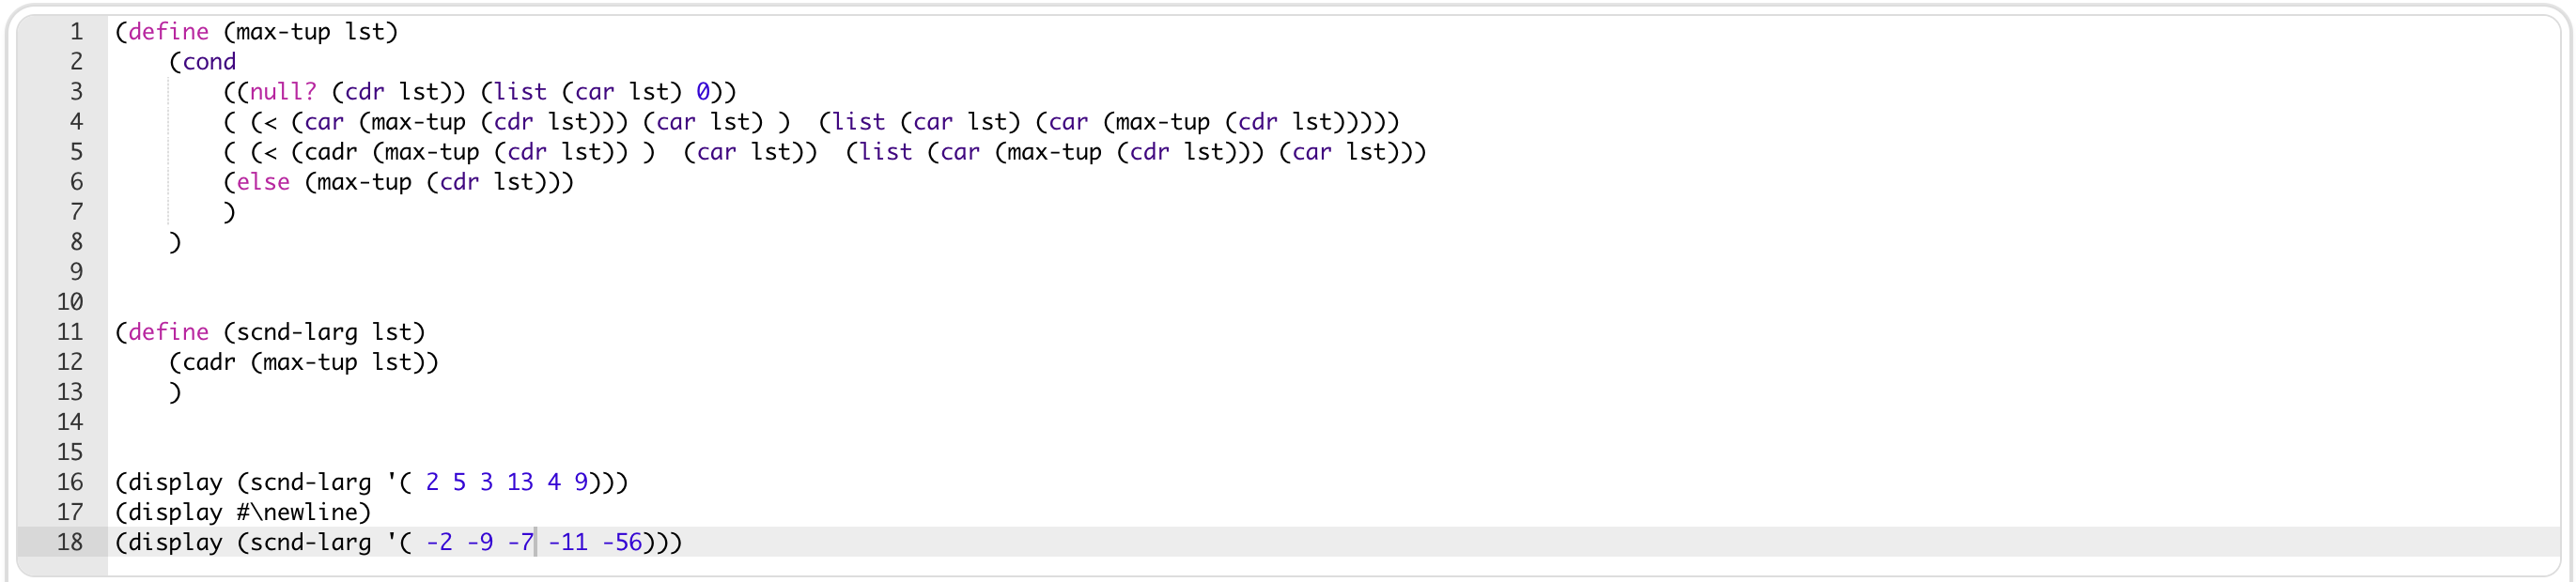 1 (define (max-tup lst)
2     (cond
3         ((null? (cdr lst)) (list (car lst) 0))
4         ( (< (car (max-tup (cdr lst))) (car lst) )  (list (car lst) (car (max-tup (cdr lst)))))
5         ( (< (cadr (max-tup (cdr lst)) )  (car lst))  (list (car (max-tup (cdr lst))) (car lst)))
6         (else (max-tup (cdr lst)))
7         )
8     )
9
10
11 (define (scnd-larg lst)
12     (cadr (max-tup lst))
13     )
14
15
16 (display (scnd-larg '( 2 5 3 13 4 9)))
17 (display #\newline)
18 (display (scnd-larg '( -2 -9 -7 -11 -56)))